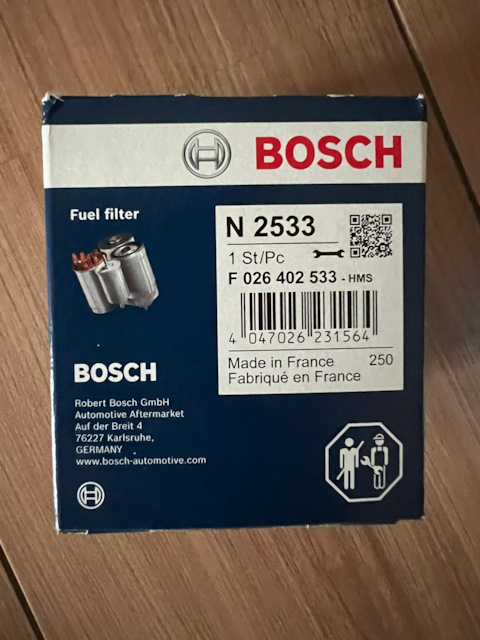 BOSCH
Fuel filter
N 2533
1 St/Pc
F 026 402 533 - HMS
4 047026 231564
Made in France 250
Fabriqué en France
BOSCH
Robert Bosch GmbH
Automotive Aftermarket
Auf der Breit 4
76227 Karlsruhe,
GERMANY
www.bosch-automotive.com